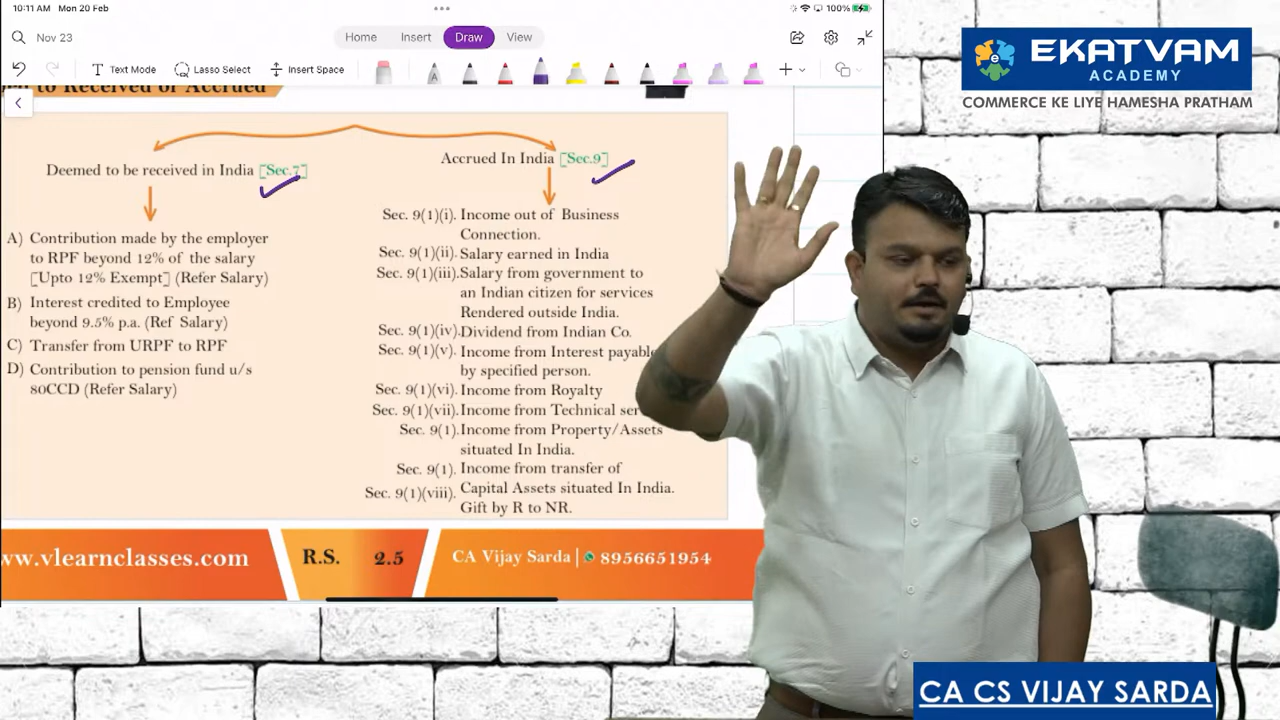 10:11 AM Mon 20 Feb
100%
Nov 23
Home Insert Draw View
Text Mode Lasso Select Insert Space
to Received or Accrued
Deemed to be received in India [Sec.7]
A) Contribution made by the employer
to RPF beyond 12% of the salary
[Upto 12% Exempt] (Refer Salary)
B) Interest credited to Employee
beyond 9.5% p.a. (Ref Salary)
C) Transfer from URPF to RPF
D) Contribution to pension fund u/s
80CCD (Refer Salary)
Accrued In India [Sec.9]
Sec. 9(1)(i). Income out of Business
Connection.
Sec. 9(1)(ii). Salary earned in India
Sec. 9(1)(iii). Salary from government to
an Indian citizen for services
Rendered outside India.
Sec. 9(1)(iv). Dividend from Indian Co.
Sec. 9(1)(v). Income from Interest payable
by specified person.
Sec. 9(1)(vi). Income from Royalty
Sec. 9(1)(vii). Income from Technical
Sec. 9(1). Income from Property/Assets
situated In India.
Sec. 9(1). Income from transfer of
Sec. 9(1)(viii). Capital Assets situated In India.
Gift by R to NR.
www.vlearnclasses.com
R.S. 2.5
CA Vijay Sarda | 8956651954
EKATVAM
ACADEMY
COMMERCE KE LIYE HAMESHA PRATHAM
CA CS VIJAY SARDA